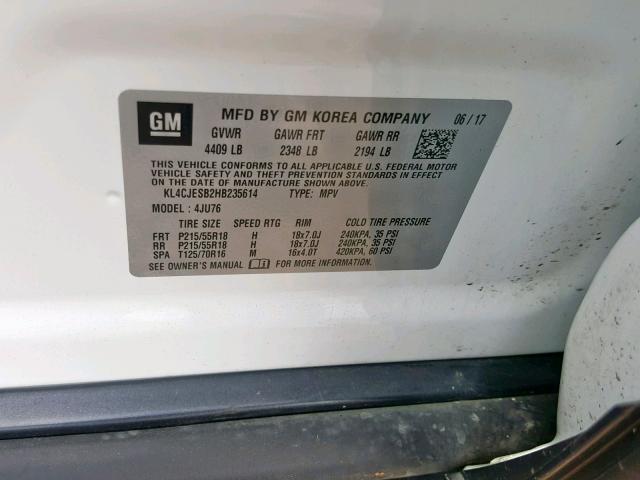 GM MFD BY GM KOREA COMPANY 06/17
GVWR GAWR FRT GAWR RR
4409 LB 2348 LB 2194 LB
THIS VEHICLE CONFORMS TO ALL APPLICABLE U.S. FEDERAL MOTOR
VEHICLE SAFETY AND THEFT PREVENTION STANDARDS IN EFFECT ON
THE DATE OF MANUFACTURE SHOWN ABOVE.
KL4CJESB2HB235614 TYPE: MPV
MODEL : 4JU76
TIRE SIZE SPEED RTG RIM COLD TIRE PRESSURE
FRT P215/55R18 H 18x7.0J 240KPA, 35 PSI
RR P215/55R18 H 18x7.0J 240KPA, 35 PSI
SPA T125/70R16 M 16x4.0T 420KPA, 60 PSI
SEE OWNER'S MANUAL FOR MORE INFORMATION.